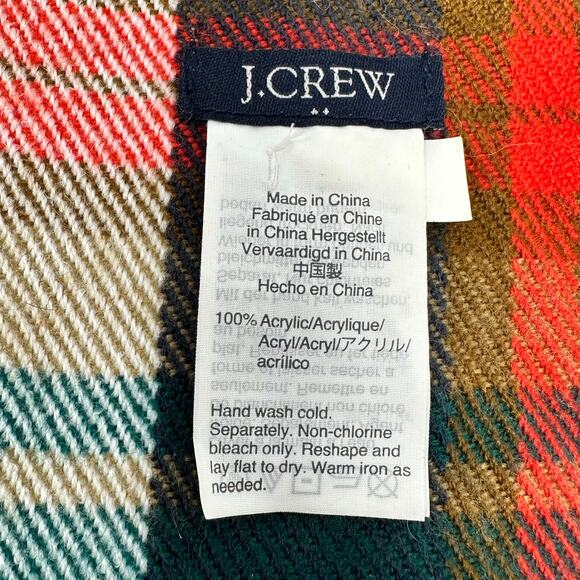 J.CREW
Made in China
Fabriqué en Chine
in China Hergestellt
Vervaardigd in China
中国製
Hecho en China
100% Acrylic/Acrylique/
Acryl/Acryl/アクリル/
acrílico
Hand wash cold.
Separately. Non-chlorine
bleach only. Reshape and
lay flat to dry. Warm iron as
needed.